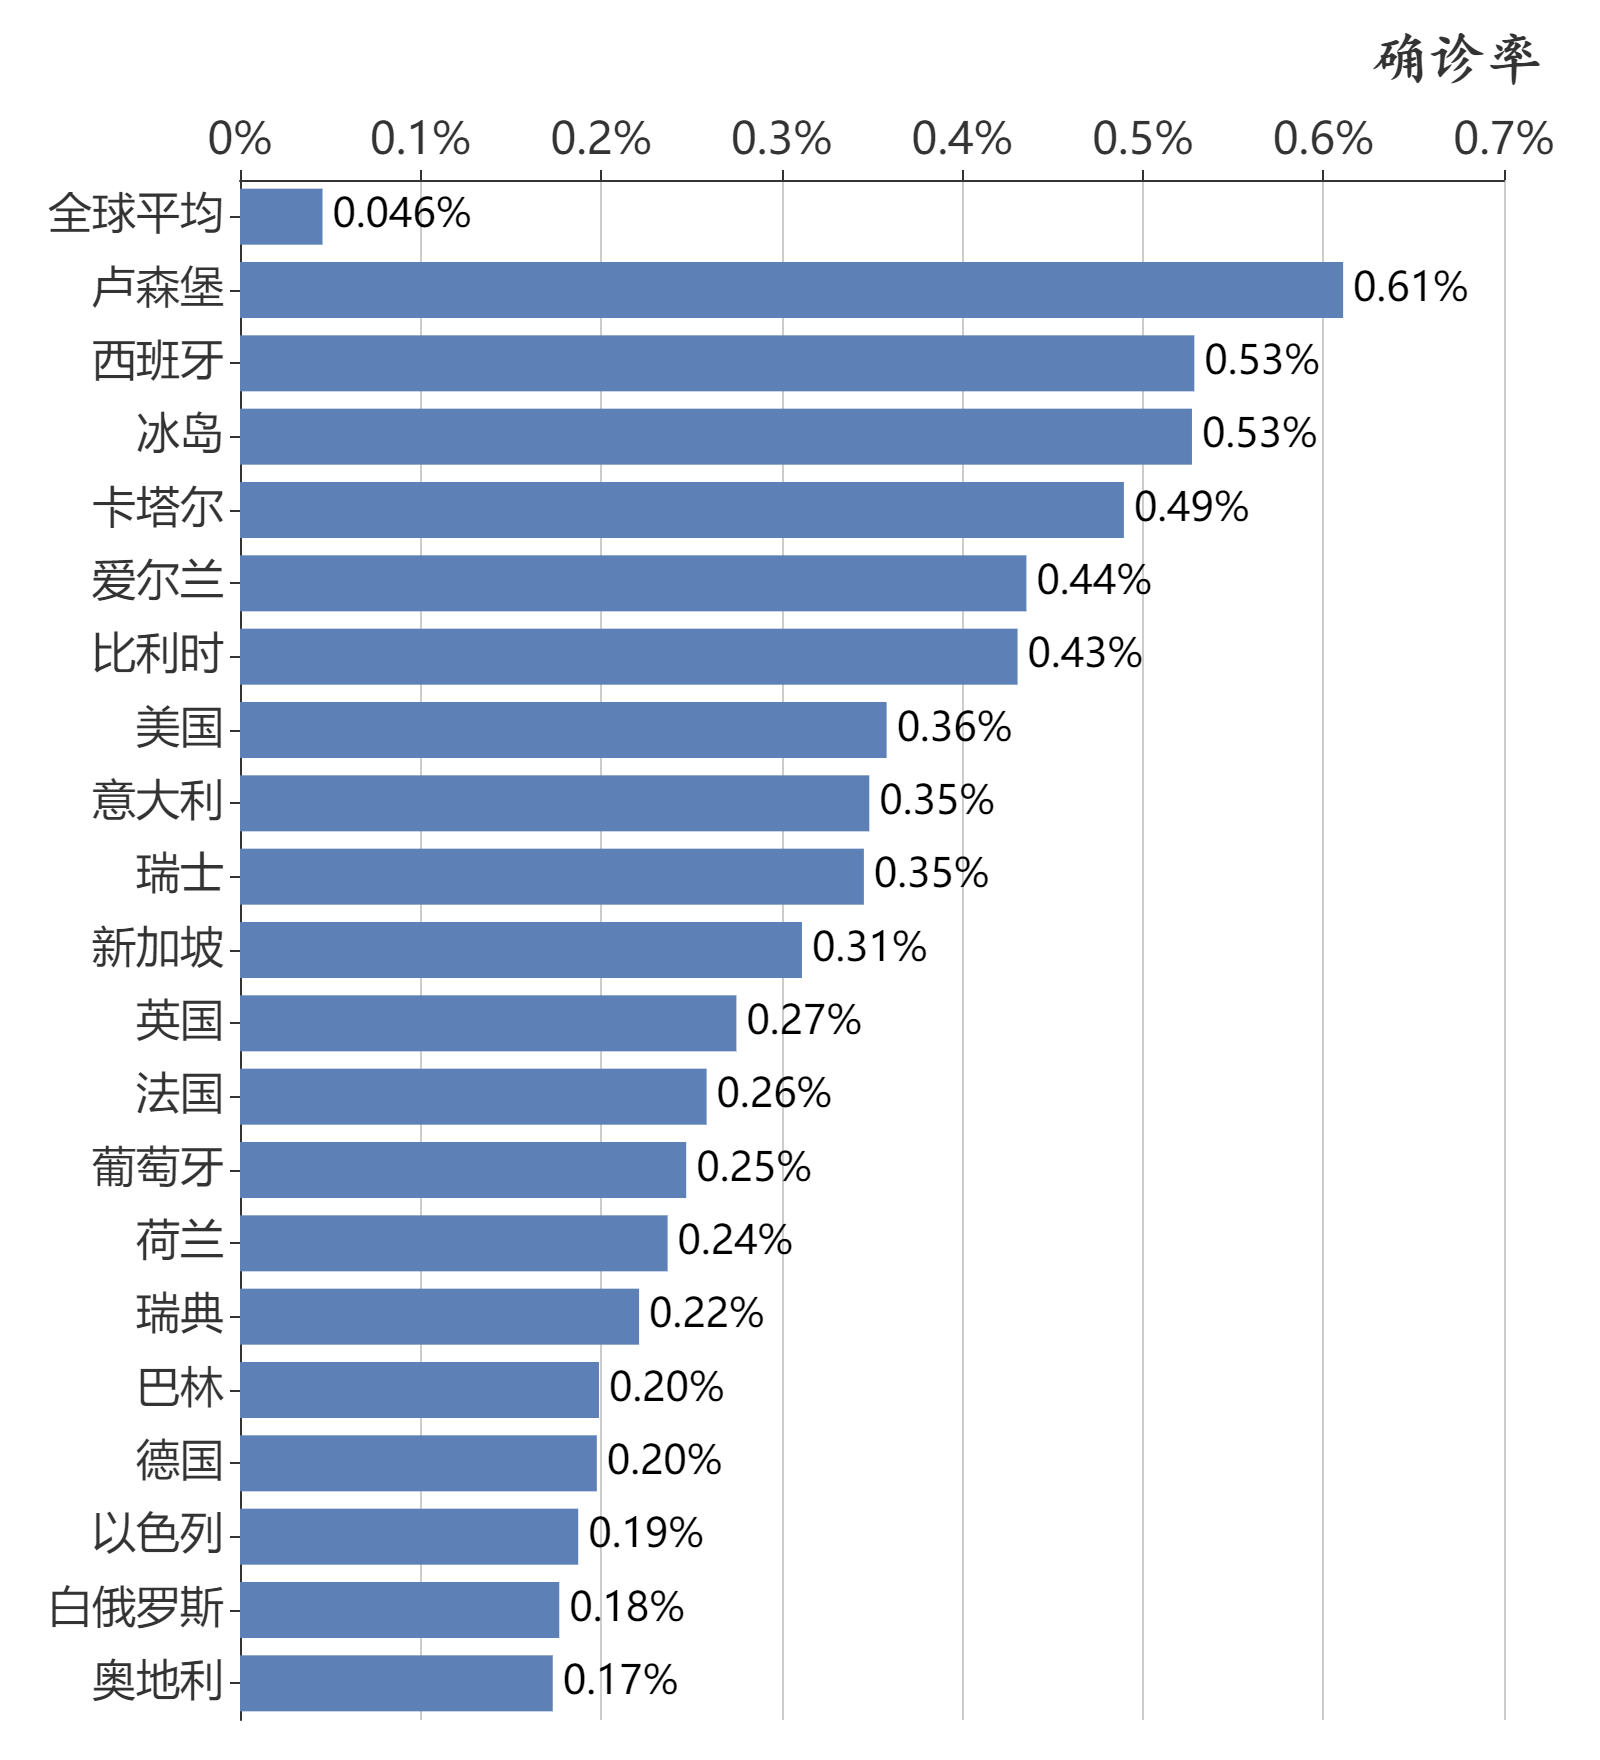 确诊率
0% 0.1% 0.2% 0.3% 0.4% 0.5% 0.6% 0.7%
全球平均 0.046%
卢森堡 0.61%
西班牙 0.53%
冰岛 0.53%
卡塔尔 0.49%
爱尔兰 0.44%
比利时 0.43%
美国 0.36%
意大利 0.35%
瑞士 0.35%
新加坡 0.31%
英国 0.27%
法国 0.26%
葡萄牙 0.25%
荷兰 0.24%
瑞典 0.22%
巴林 0.20%
德国 0.20%
以色列 0.19%
白俄罗斯 0.18%
奥地利 0.17%